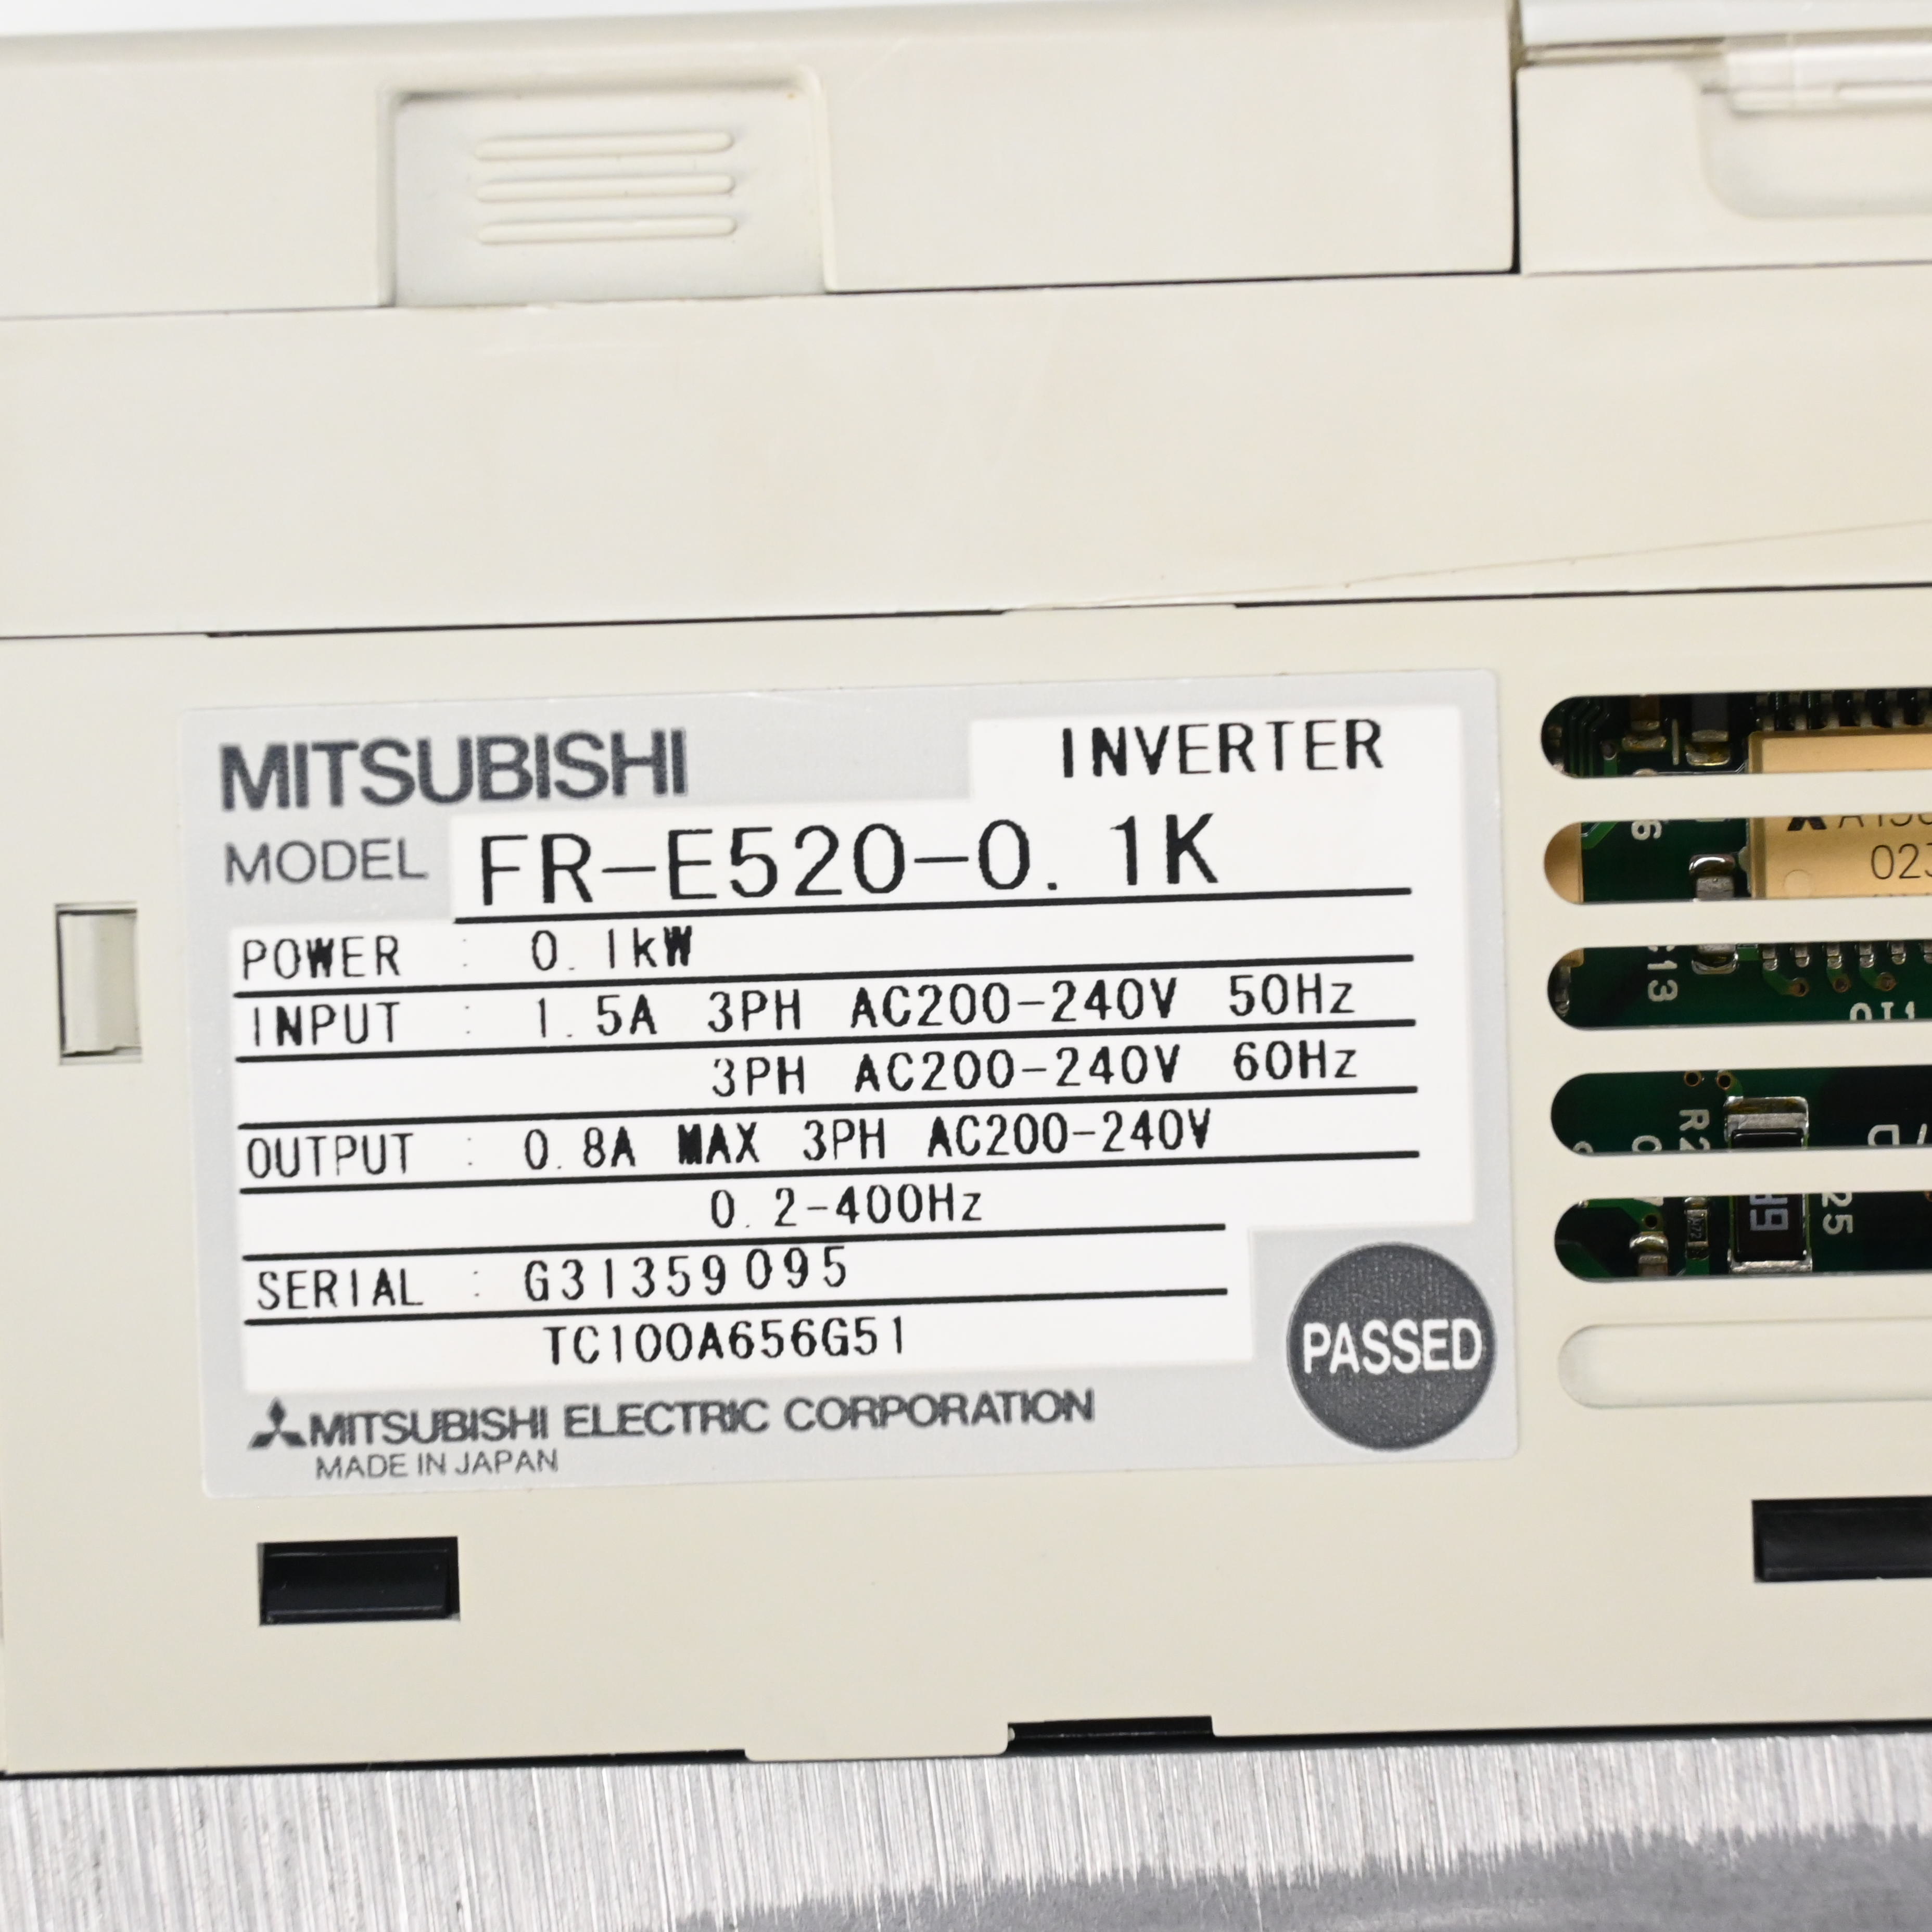 MITSUBISHI INVERTER
MODEL FR-E520-0.1K
POWER : 0.1kW
INPUT : 1.5A 3PH AC200-240V 50Hz
3PH AC200-240V 60Hz
OUTPUT : 0.8A MAX 3PH AC200-240V
0.2-400Hz
SERIAL : G31359095
TC100A656G51
PASSED
MITSUBISHI ELECTRIC CORPORATION
MADE IN JAPAN